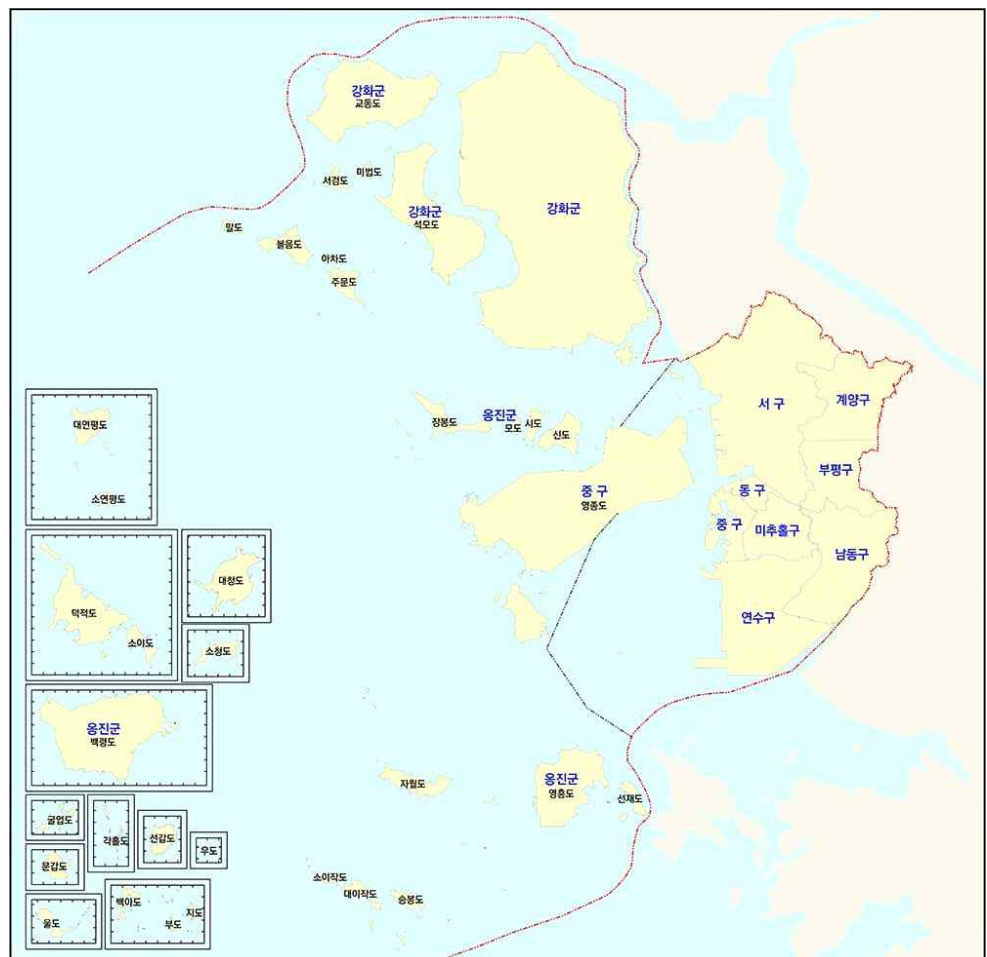 강화군
교동도
미법도
서검도
강화군
석모도
강화군
말도
볼음도
아차도
주문도
서 구
계양구
장봉도
옹진군
모도
시도
신도
대연평도
소연평도
부평구
중 구
영종도
동 구
중 구
미추홀구
남동구
연수구
덕적도
소야도
대청도
소청도
옹진군
백령도
자월도
옹진군
영흥도
선재도
굴업도
각흘도
선갑도
우도
문갑도
소이작도
대이작도
승봉도
울도
백아도
부도
지도